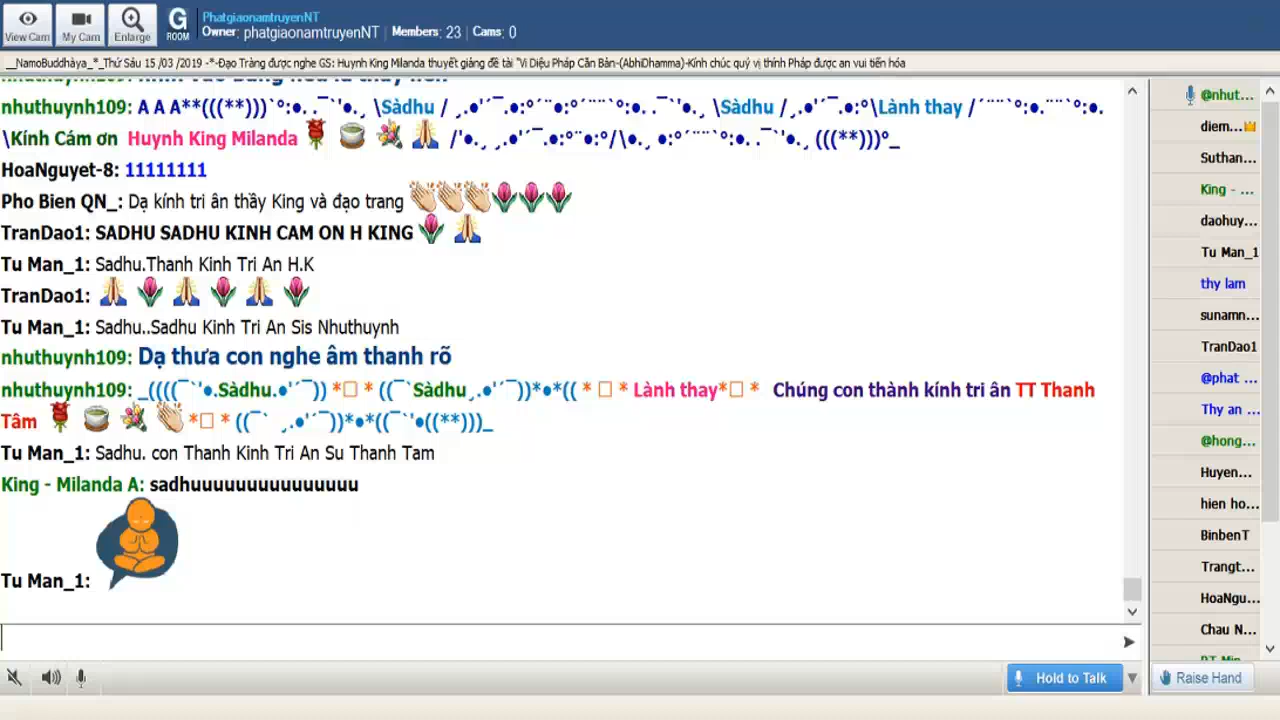 View Cam
My Cam
Enlarge
G
ROOM
PhatgiaonamtruyenNT
Owner: phatgiaonamtruyenNT | Members: 23 | Cams: 0
__NamoBuddhàya_*_Thứ Sáu 15 /03 /2019 -*-Đạo Tràng được nghe GS: Huynh King Milanda thuyết giảng đề tài "Vi Diệu Pháp Căn Bản-(AbhiDhamma)-Kính chúc quý vị thính Pháp được an vui tiến hóa
nhuthuynh109: A A A**(((**)))`°:•. .¯`'•.¸ \Sàdhu / ¸.•'´¯.•:°´¨•:°´¨¨`°:•. .¯`'•.¸ \Sàdhu / ¸.•'´¯.•:°\Lành thay /´¨¨`°:•.¨¨`°:•.
\Kính Cám ơn Huynh King Milanda 🌹 🍵 💐 🙏 /'•.¸ ¸.•'´¯.•:°¨•:°/\•.¸ •:°´¨¨`°:•. .¯`'•.¸ (((**)))°_
HoaNguyet-8: 11111111
Pho Bien QN_: Dạ kính tri ân thầy King và đạo trang 👏👏👏🌷🌷🌷
TranDao1: SADHU SADHU KINH CAM ON H KING 🌷 🙏
Tu Man_1: Sadhu.Thanh Kinh Tri An H.K
TranDao1: 🙏 🌷 🙏 🌷 🙏 🌷
Tu Man_1: Sadhu..Sadhu Kinh Tri An Sis Nhuthuynh
nhuthuynh109: Dạ thưa con nghe âm thanh rõ
nhuthuynh109: _((((¯`'•.Sàdhu.•'´¯)) *□ * ((¯`Sàdhu¸.•'´¯))*•*(( * □ * Lành thay*□ * Chúng con thành kính tri ân TT Thanh
Tâm 🌹 🍵 💐 👏 *□ * ((¯` ¸.•'´¯))*•*((¯`'•((**)))_
Tu Man_1: Sadhu. con Thanh Kinh Tri An Su Thanh Tam
King - Milanda A: sadhuuuuuuuuuuuuuuu
Tu Man_1:
@nhut...
diem...
Suthan...
King - ...
daohuy...
Tu Man_1
thy lam
sunamn...
TranDao1
@phat ...
Thy an ...
@hong...
Huyen...
hien ho...
BinbenT
Trangt...
HoaNgu...
Chau N...
Hold to Talk
Raise Hand